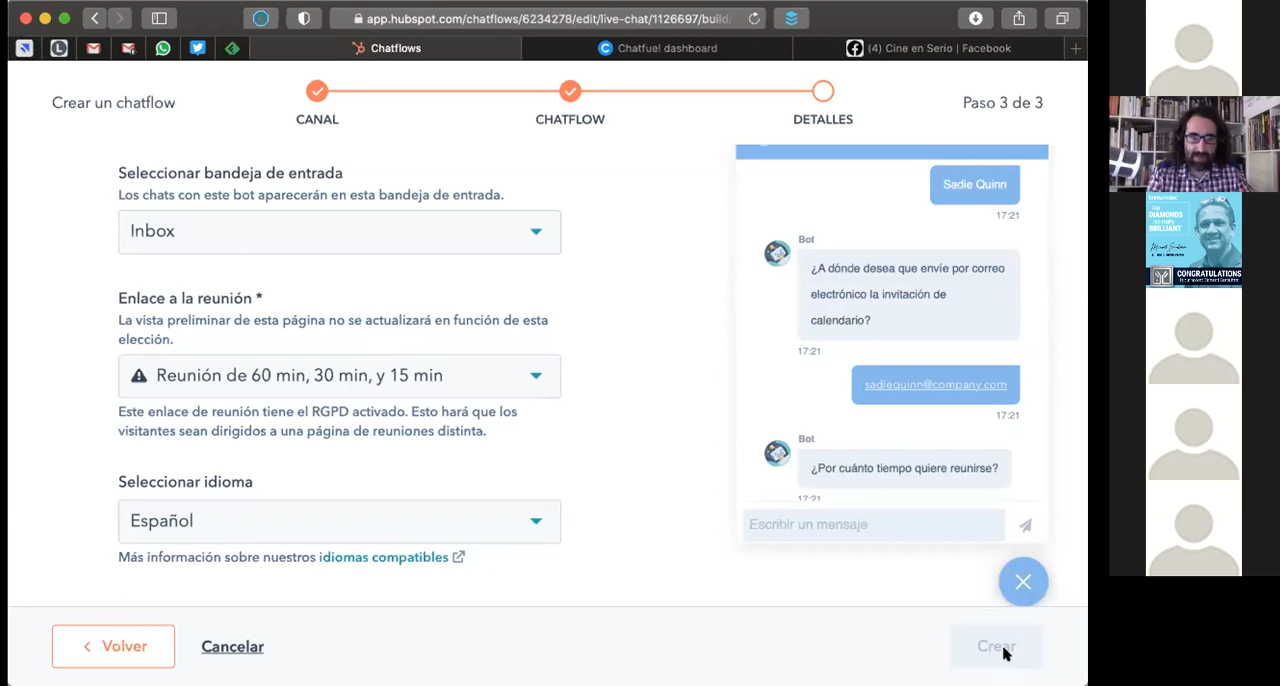 app.hubspot.com/chatflows/6234278/edit/live-chat/1126697/build/
Chatflows
Chatfuel dashboard
(4) Cine en Serio | Facebook
Crear un chatflow
Paso 3 de 3
CANAL
CHATFLOW
DETALLES
Seleccionar bandeja de entrada
Los chats con este bot aparecerán en esta bandeja de entrada.
Inbox
Enlace a la reunión *
La vista preliminar de esta página no se actualizará en función de esta
elección.
Reunión de 60 min, 30 min, y 15 min
Este enlace de reunión tiene el RGPD activado. Esto hará que los
visitantes sean dirigidos a una página de reuniones distinta.
Seleccionar idioma
Español
Más información sobre nuestros idiomas compatibles
Sadie Quinn
17:21
Bot
¿A dónde desea que envíe por correo
electrónico la invitación de
calendario?
17:21
sadiequinn@company.com
17:21
Bot
¿Por cuánto tiempo quiere reunirse?
17:21
Escribir un mensaje
Volver
Cancelar
Crear
DIAMONDS
BRILLIANT
CONGRATULATIONS